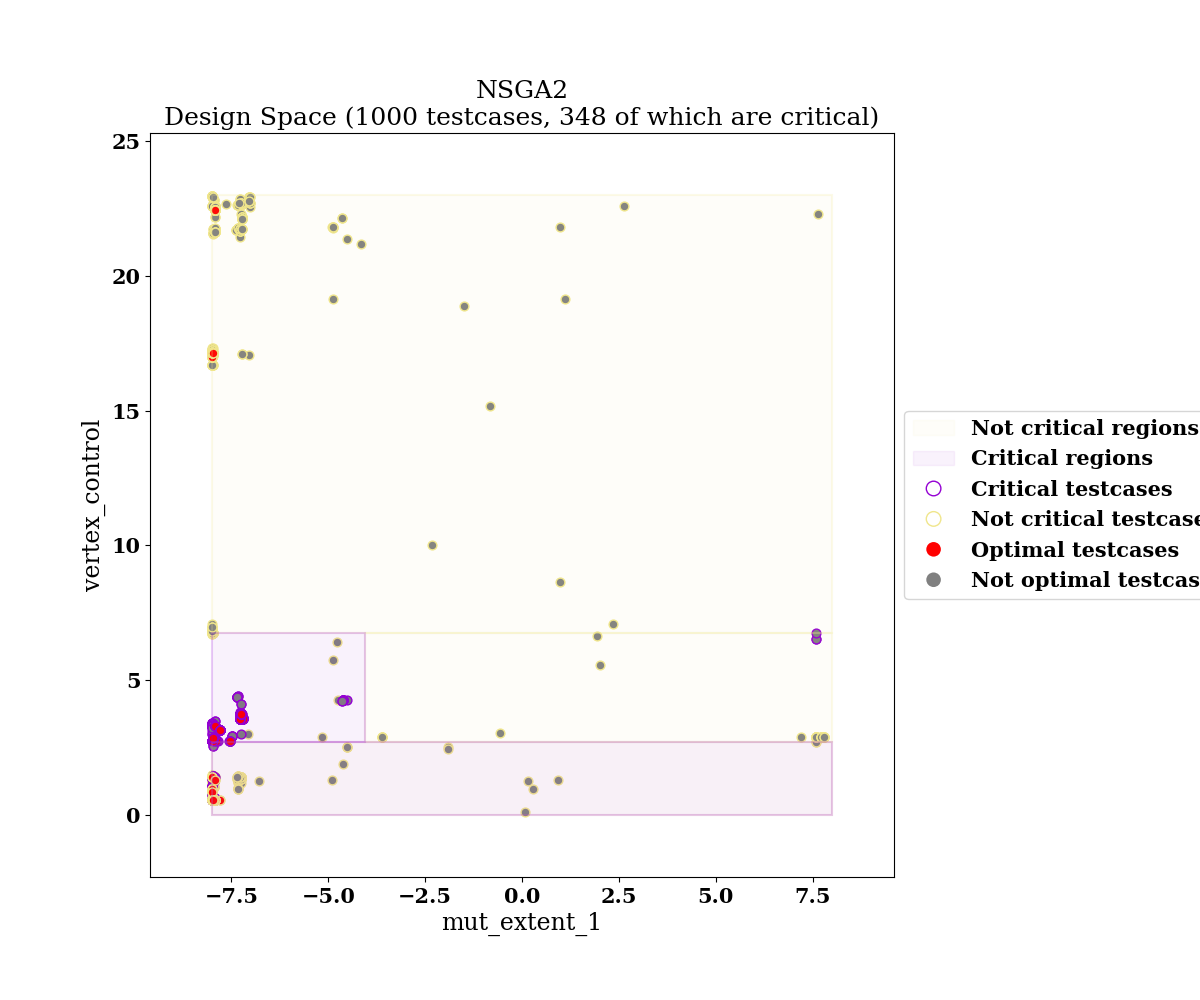 NSGA2
Design Space (1000 testcases, 348 of which are critical)
25
20
15
10
5
0
vertex_control
−7.5 −5.0 −2.5 0.0 2.5 5.0 7.5
mut_extent_1
Not critical regions
Critical regions
Critical testcases
Not critical testcase
Optimal testcases
Not optimal testcas